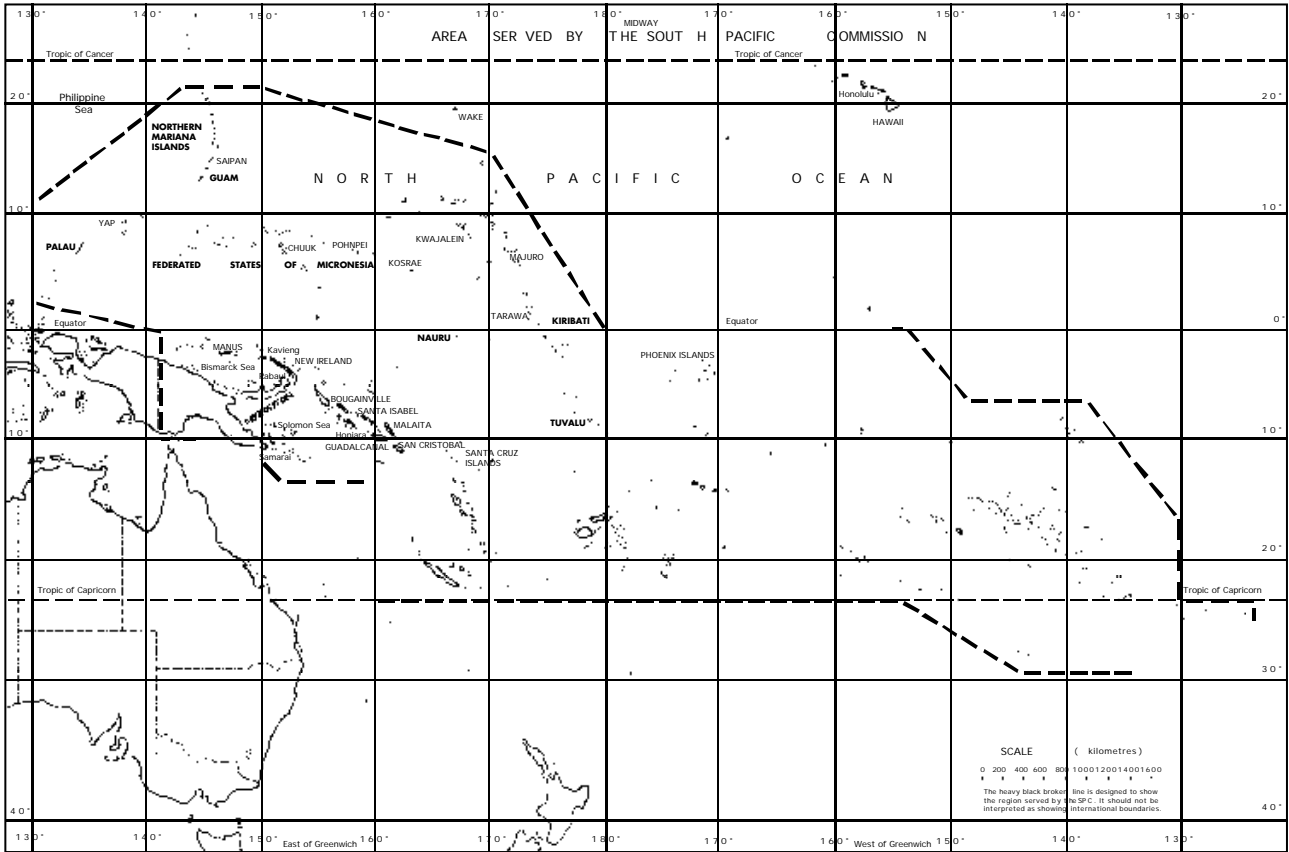 130° 140° 150° 160° 170° 180° 170° 160° 150° 140° 130°
MIDWAY
AREA SERVED BY THE SOUTH PACIFIC COMMISSION
Tropic of Cancer
Tropic of Cancer
20°
Philippine
Sea
Honolulu
20°
HAWAII
WAKE
NORTHERN
MARIANA
ISLANDS
SAIPAN
GUAM
NORTH PACIFIC OCEAN
10°
10°
YAP
PALAU
CHUUK
POHNPEI
KWAJALEIN
MAJURO
FEDERATED STATES OF MICRONESIA
KOSRAE
TARAWA
KIRIBATI
Equator
Equator
0°
NAURU
MANUS
Kavieng
PHOENIX ISLANDS
Bismarck Sea
NEW IRELAND
Rabaul
BOUGAINVILLE
SANTA ISABEL
Solomon Sea
MALAITA
TUVALU
Honiara
10°
10°
GUADALCANAL
SAN CRISTOBAL
Samarai
SANTA CRUZ
ISLANDS
20°
Tropic of Capricorn
Tropic of Capricorn
30°
SCALE ( kilometres)
0 200 400 600 800 1000 1200 1400 1600
The heavy black broken line is designed to show
the region served by the SPC. It should not be
interpreted as showing international boundaries.
40°
40°
130° 140° 150° 160° 170° 180° 170° 160° 150° 140° 130°
East of Greenwich
West of Greenwich